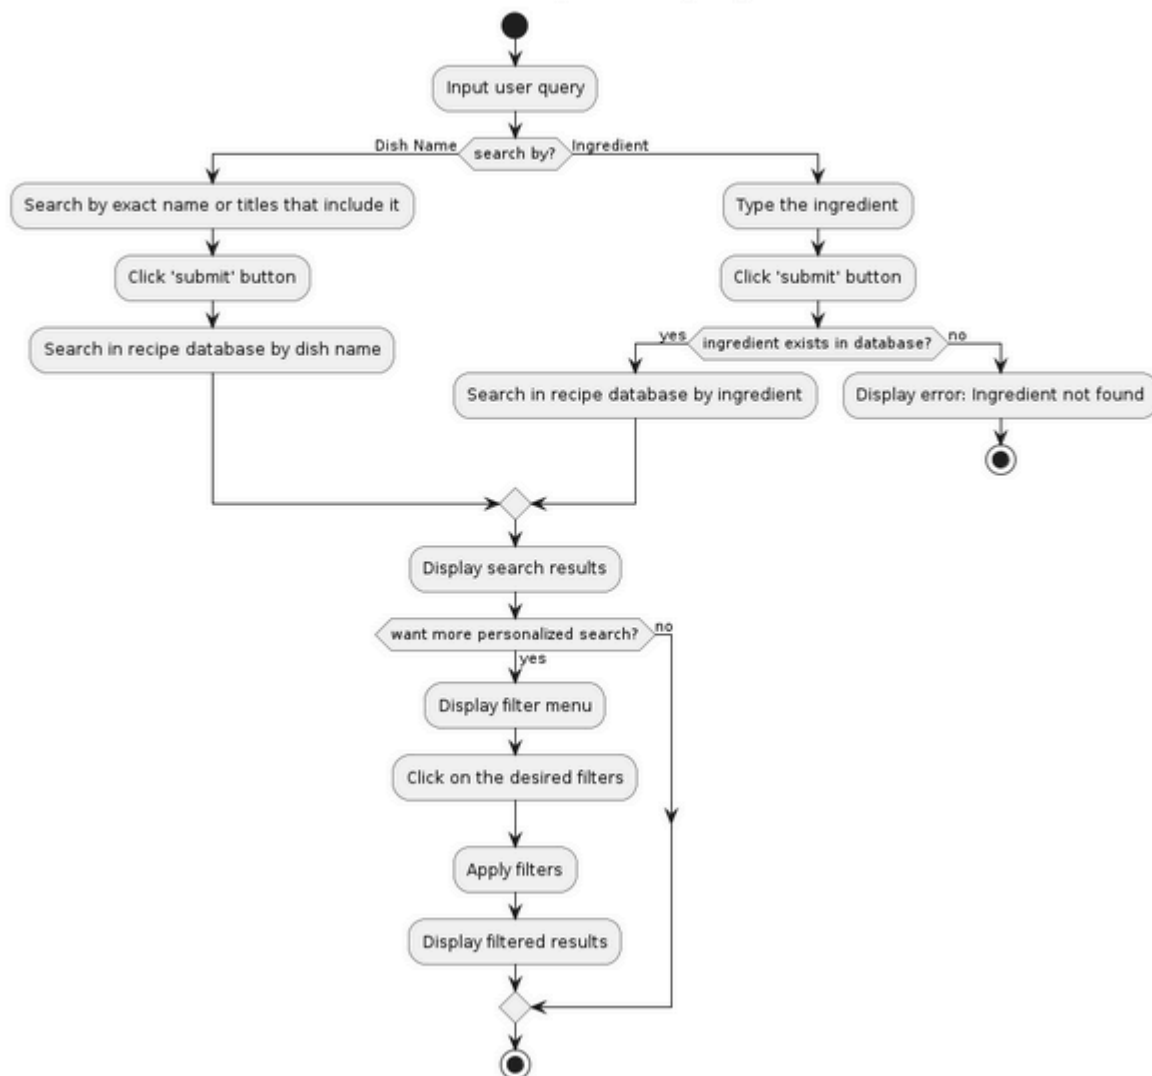 Input user query
Dish Name
search by?
Ingredient
Search by exact name or titles that include it
Type the ingredient
Click 'submit' button
Click 'submit' button
Search in recipe database by dish name
yes
ingredient exists in database?
no
Search in recipe database by ingredient
Display error: Ingredient not found
Display search results
want more personalized search?
no
yes
Display filter menu
Click on the desired filters
Apply filters
Display filtered results